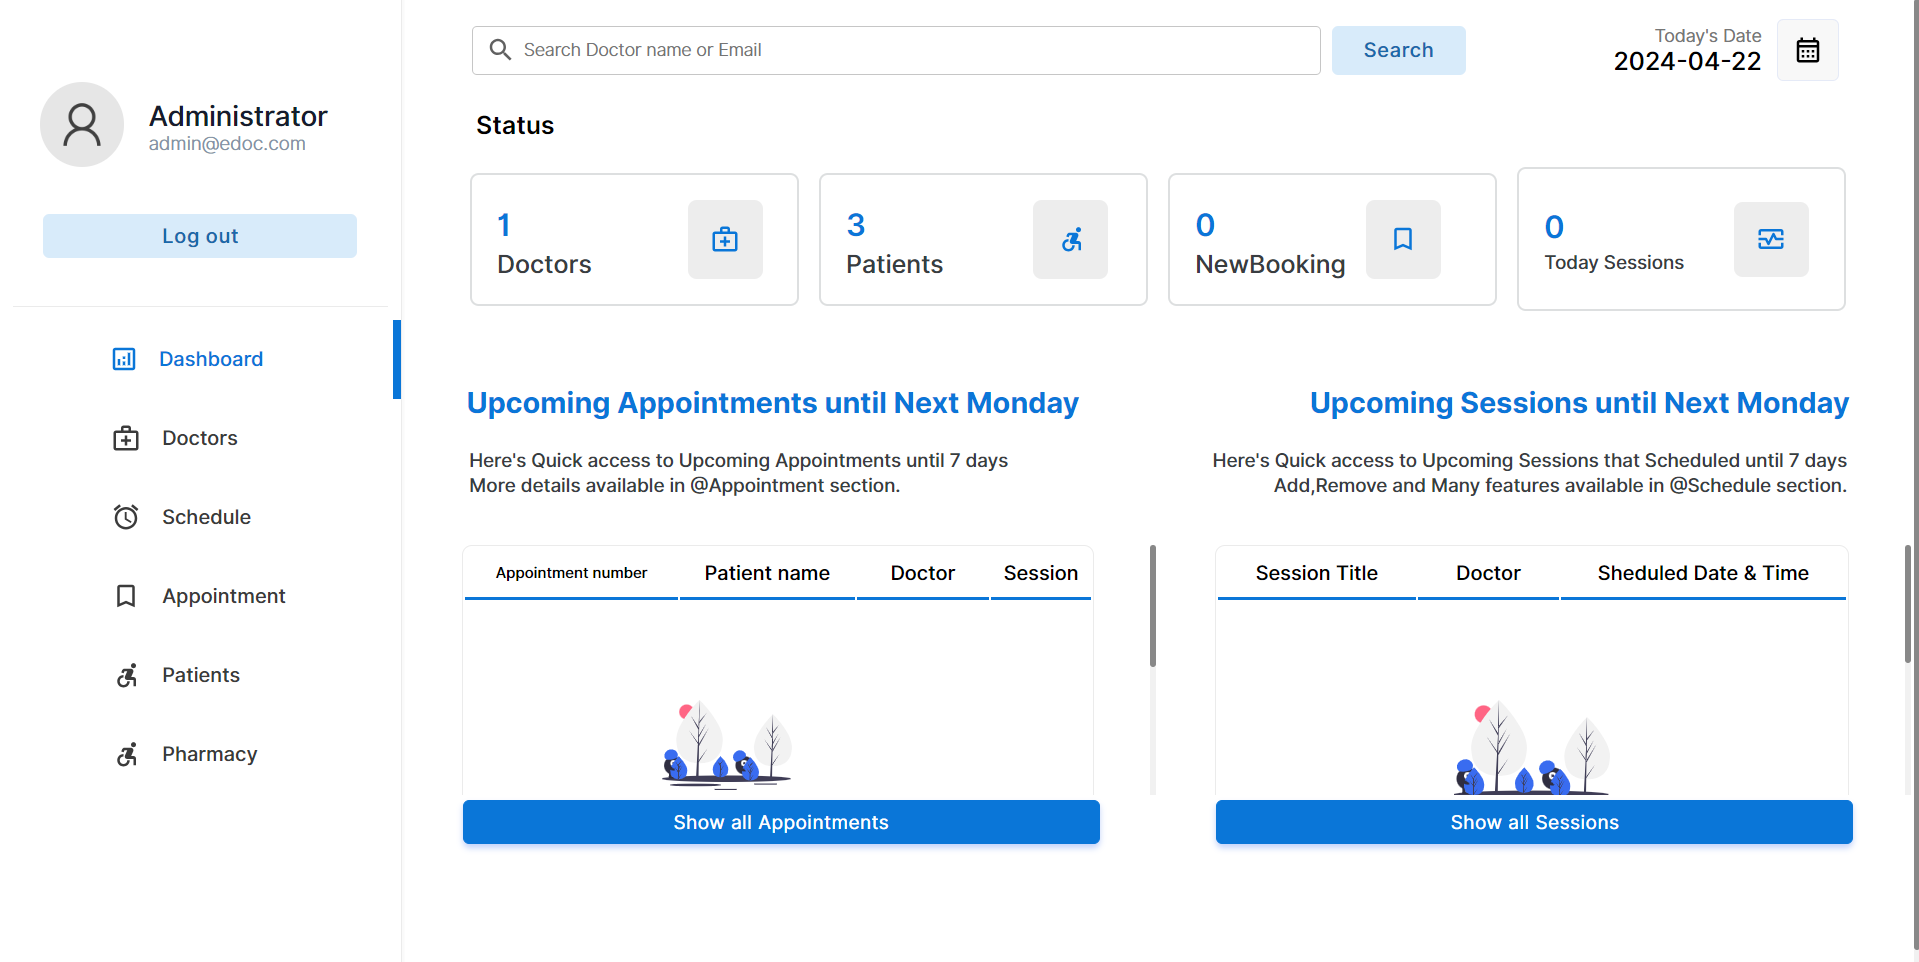 Administrator
admin@edoc.com
Log out
Dashboard
Doctors
Schedule
Appointment
Patients
Pharmacy
Search Doctor name or Email
Search
Today's Date
2024-04-22
Status
1
Doctors
3
Patients
0
NewBooking
0
Today Sessions
Upcoming Appointments until Next Monday
Here's Quick access to Upcoming Appointments until 7 days
More details available in @Appointment section.
Appointment number Patient name Doctor Session
Show all Appointments
Upcoming Sessions until Next Monday
Here's Quick access to Upcoming Sessions that Scheduled until 7 days
Add,Remove and Many features available in @Schedule section.
Session Title Doctor Sheduled Date & Time
Show all Sessions